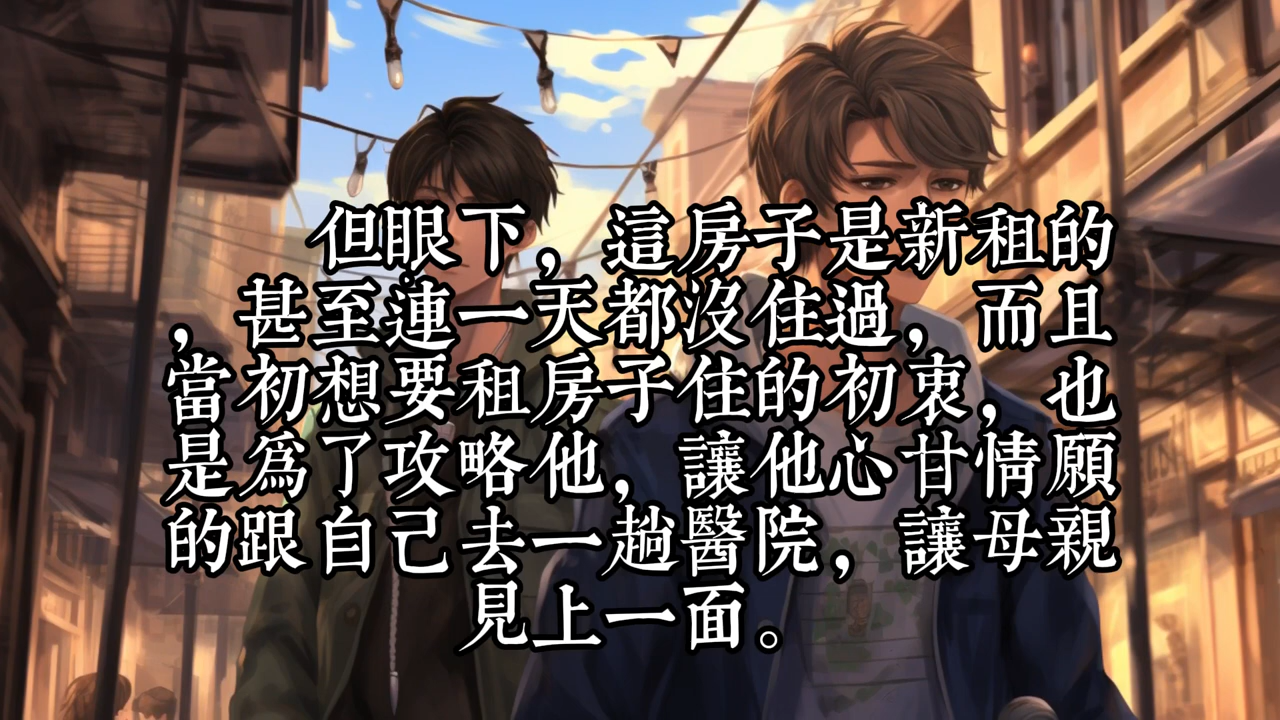 但眼下，這房子是新租的
，甚至連一天都沒住過，而且
當初想要租房子住的初衷，也
是爲了攻略他，讓他心甘情願
的跟自己去一趟醫院，讓母親
見上一面。